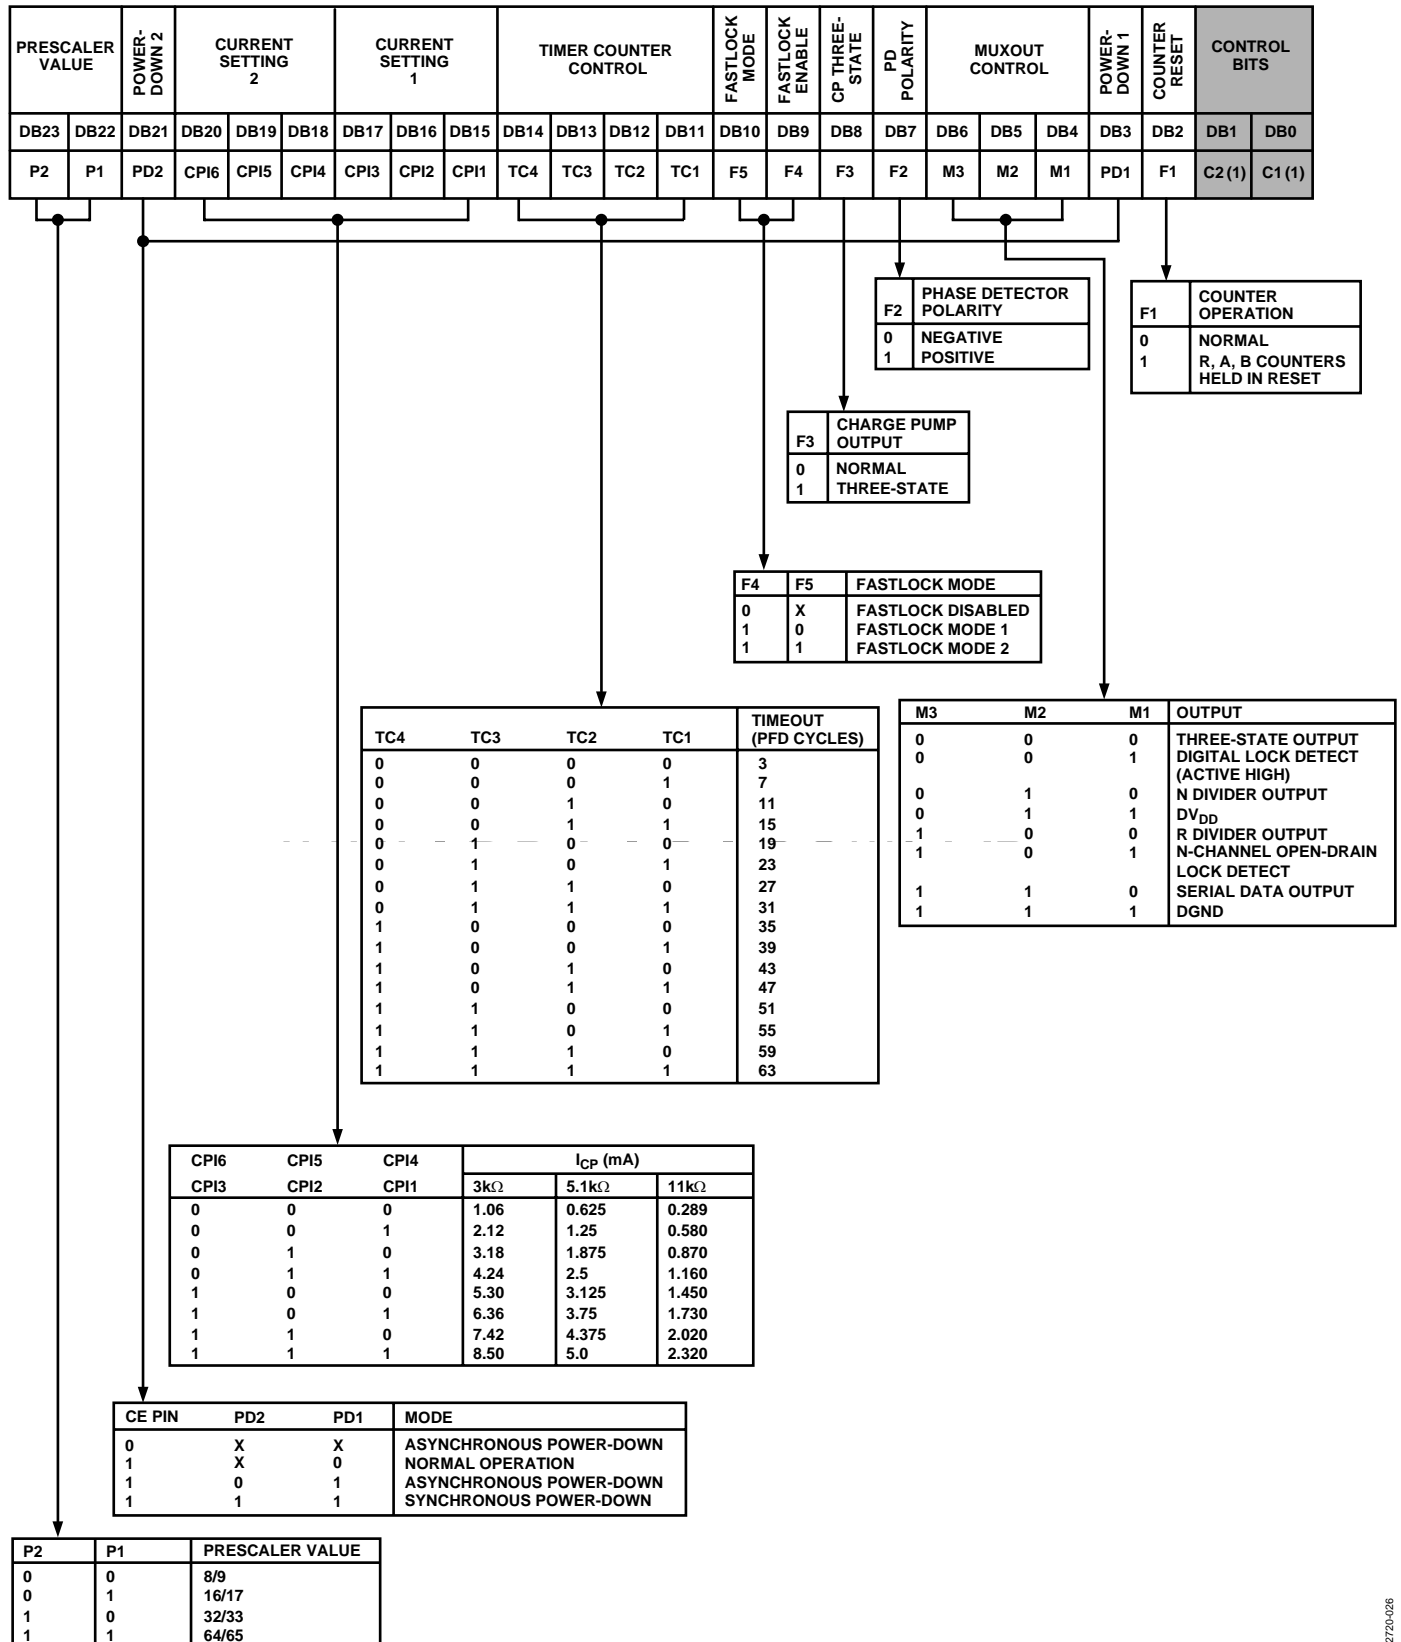 PRESCALER VALUE POWER-DOWN 2 CURRENT SETTING 2 CURRENT SETTING 1 TIMER COUNTER CONTROL FASTLOCK MODE FASTLOCK ENABLE CP THREE-STATE PD POLARITY MUXOUT CONTROL POWER-DOWN 1 COUNTER RESET CONTROL BITS
DB23 DB22 DB21 DB20 DB19 DB18 DB17 DB16 DB15 DB14 DB13 DB12 DB11 DB10 DB9 DB8 DB7 DB6 DB5 DB4 DB3 DB2 DB1 DB0
P2 P1 PD2 CPI6 CPI5 CPI4 CPI3 CPI2 CPI1 TC4 TC3 TC2 TC1 F5 F4 F3 F2 M3 M2 M1 PD1 F1 C2 (1) C1 (1)
F2 PHASE DETECTOR POLARITY
0 NEGATIVE
1 POSITIVE
F1 COUNTER OPERATION
0 NORMAL
1 R, A, B COUNTERS
HELD IN RESET
F3 CHARGE PUMP OUTPUT
0 NORMAL
1 THREE-STATE
F4 F5 FASTLOCK MODE
0 X FASTLOCK DISABLED
1 0 FASTLOCK MODE 1
1 1 FASTLOCK MODE 2
TC4 TC3 TC2 TC1 TIMEOUT (PFD CYCLES)
0 0 0 0 3
0 0 0 1 7
0 0 1 0 11
0 0 1 1 15
0 1 0 0 19
0 1 0 1 23
0 1 1 0 27
0 1 1 1 31
1 0 0 0 35
1 0 0 1 39
1 0 1 0 43
1 0 1 1 47
1 1 0 0 51
1 1 0 1 55
1 1 1 0 59
1 1 1 1 63
M3 M2 M1 OUTPUT
0 0 0 THREE-STATE OUTPUT
0 0 1 DIGITAL LOCK DETECT
(ACTIVE HIGH)
0 1 0 N DIVIDER OUTPUT
0 1 1 DVDD
1 0 0 R DIVIDER OUTPUT
1 0 1 N-CHANNEL OPEN-DRAIN
LOCK DETECT
1 1 0 SERIAL DATA OUTPUT
1 1 1 DGND
CPI6 CPI5 CPI4 ICP (mA)
CPI3 CPI2 CPI1 3kΩ 5.1kΩ 11kΩ
0 0 0 1.06 0.625 0.289
0 0 1 2.12 1.25 0.580
0 1 0 3.18 1.875 0.870
0 1 1 4.24 2.5 1.160
1 0 0 5.30 3.125 1.450
1 0 1 6.36 3.75 1.730
1 1 0 7.42 4.375 2.020
1 1 1 8.50 5.0 2.320
CE PIN PD2 PD1 MODE
0 X X ASYNCHRONOUS POWER-DOWN
1 X 0 NORMAL OPERATION
1 0 1 ASYNCHRONOUS POWER-DOWN
1 1 1 SYNCHRONOUS POWER-DOWN
P2 P1 PRESCALER VALUE
0 0 8/9
0 1 16/17
1 0 32/33
1 1 64/65
2720-026